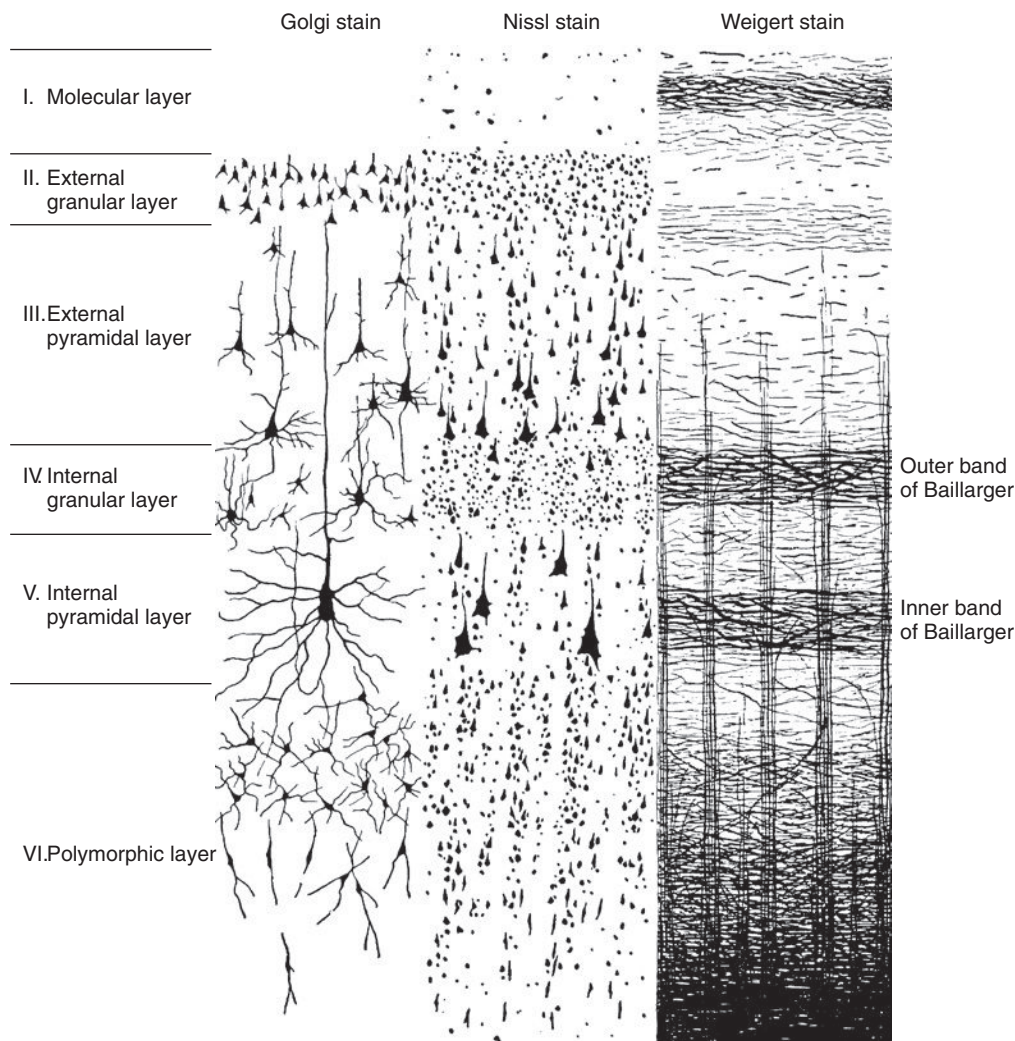 Golgi stain
Nissl stain
Weigert stain
I. Molecular layer
II. External
granular layer
III.External
pyramidal layer
IV. Internal
granular layer
Outer band
of Baillarger
V. Internal
pyramidal layer
Inner band
of Baillarger
VI.Polymorphic layer